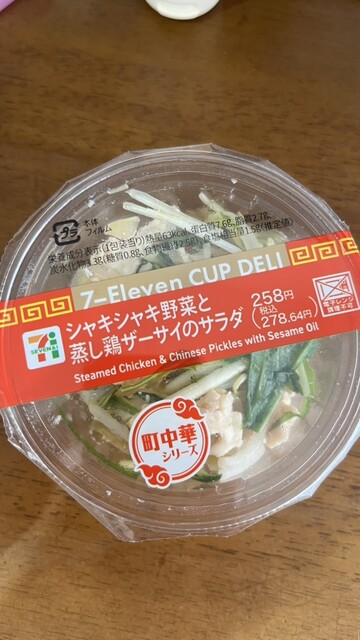 プラ
本体
フィルム
栄養成分表示(1包装当り)熱量63kcal、蛋白質7.6g、脂質2.7g、
炭水化物3.3g(糖質0.8g、食物繊維2.5g)、食塩相当量1.5g(推定値)
7-Eleven CUP DELI
7
SEVEN&i
シャキシャキ野菜と
蒸し鶏ザーサイのサラダ
258円
税込
(278.64円)
Steamed Chicken & Chinese Pickles with Sesame Oil
電子レンジ
調理不可
町中華
シリーズ